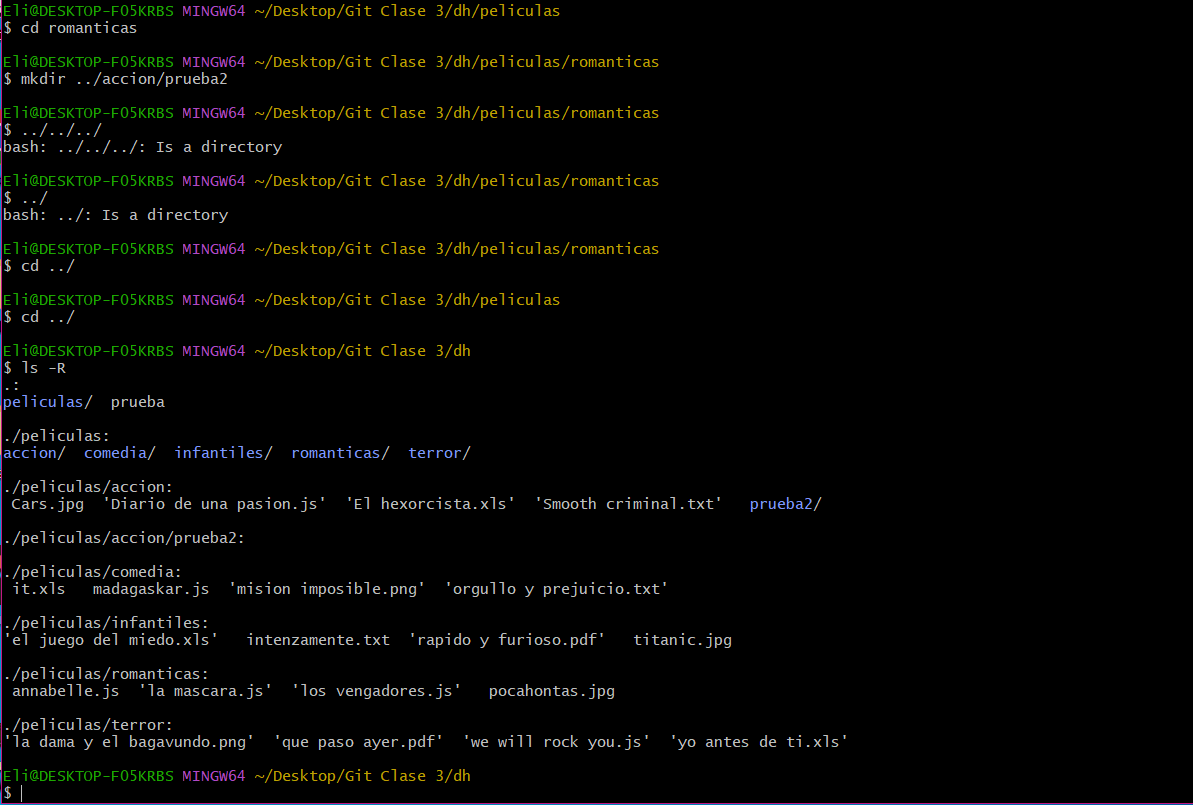 Eli@DESKTOP-FO5KRBS MINGW64 ~/Desktop/Git Clase 3/dh/peliculas
$ cd romanticas
Eli@DESKTOP-FO5KRBS MINGW64 ~/Desktop/Git Clase 3/dh/peliculas/romanticas
$ mkdir ../accion/prueba2
Eli@DESKTOP-FO5KRBS MINGW64 ~/Desktop/Git Clase 3/dh/peliculas/romanticas
$ ../../../
bash: ../../../: Is a directory
Eli@DESKTOP-FO5KRBS MINGW64 ~/Desktop/Git Clase 3/dh/peliculas/romanticas
$ ../
bash: ../: Is a directory
Eli@DESKTOP-FO5KRBS MINGW64 ~/Desktop/Git Clase 3/dh/peliculas/romanticas
$ cd ../
Eli@DESKTOP-FO5KRBS MINGW64 ~/Desktop/Git Clase 3/dh/peliculas
$ cd ../
Eli@DESKTOP-FO5KRBS MINGW64 ~/Desktop/Git Clase 3/dh
$ ls -R
.:
peliculas/  prueba
./peliculas:
accion/  comedia/  infantiles/  romanticas/  terror/
./peliculas/accion:
 Cars.jpg  'Diario de una pasion.js'  'El hexorcista.xls'  'Smooth criminal.txt'   prueba2/
./peliculas/accion/prueba2:
./peliculas/comedia:
 it.xls   madagaskar.js  'mision imposible.png'  'orgullo y prejuicio.txt'
./peliculas/infantiles:
'el juego del miedo.xls'   intenzamente.txt  'rapido y furioso.pdf'   titanic.jpg
./peliculas/romanticas:
 annabelle.js  'la mascara.js'  'los vengadores.js'   pocahontas.jpg
./peliculas/terror:
'la dama y el bagavundo.png'  'que paso ayer.pdf'  'we will rock you.js'  'yo antes de ti.xls'
Eli@DESKTOP-FO5KRBS MINGW64 ~/Desktop/Git Clase 3/dh
$